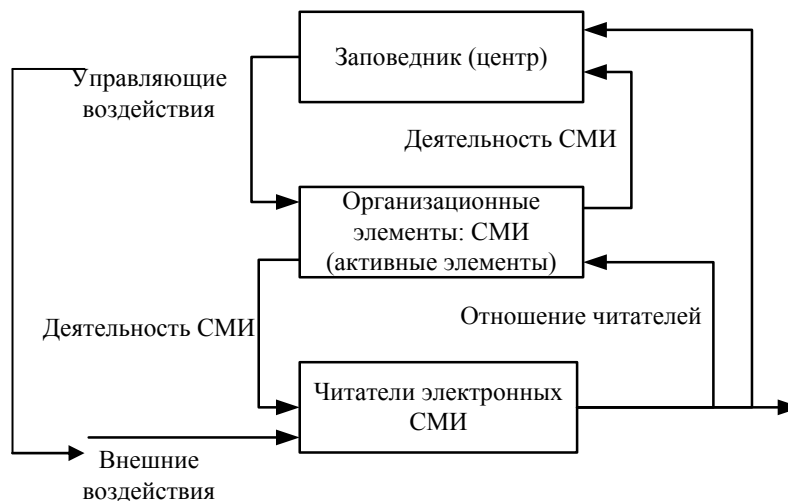 Заповедник (центр)
Управляющие
воздействия
Деятельность СМИ
Организационные
элементы: СМИ
(активные элементы)
Деятельность СМИ
Отношение читателей
Читатели электронных
СМИ
Внешние
воздействия